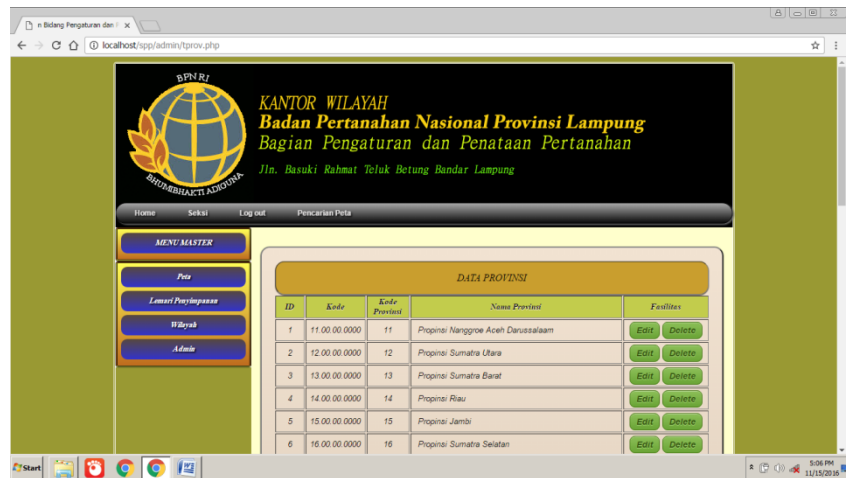 n Bidang Pengaturan dan P
localhost/spp/admin/tprov.php
BPN RI
BHUMIBHAKTI ADIGUNA
KANTOR WILAYAH
Badan Pertanahan Nasional Provinsi Lampung
Bagian Pengaturan dan Penataan Pertanahan
Jln. Basuki Rahmat Teluk Betung Bandar Lampung
Home Seksi Log out Pencarian Peta
MENU MASTER
Peta
Lemari Penyimpanan
Wilayah
Admin
DATA PROVINSI
ID Kode Kode Provinsi Nama Provinsi Fasilitas
1 11.00.00.0000 11 Propinsi Nanggroe Aceh Darussalaam Edit Delete
2 12.00.00.0000 12 Propinsi Sumatra Utara Edit Delete
3 13.00.00.0000 13 Propinsi Sumatra Barat Edit Delete
4 14.00.00.0000 14 Propinsi Riau Edit Delete
5 15.00.00.0000 15 Propinsi Jambi Edit Delete
6 16.00.00.0000 16 Propinsi Sumatra Selatan Edit Delete
Start
5:06 PM
11/15/2016